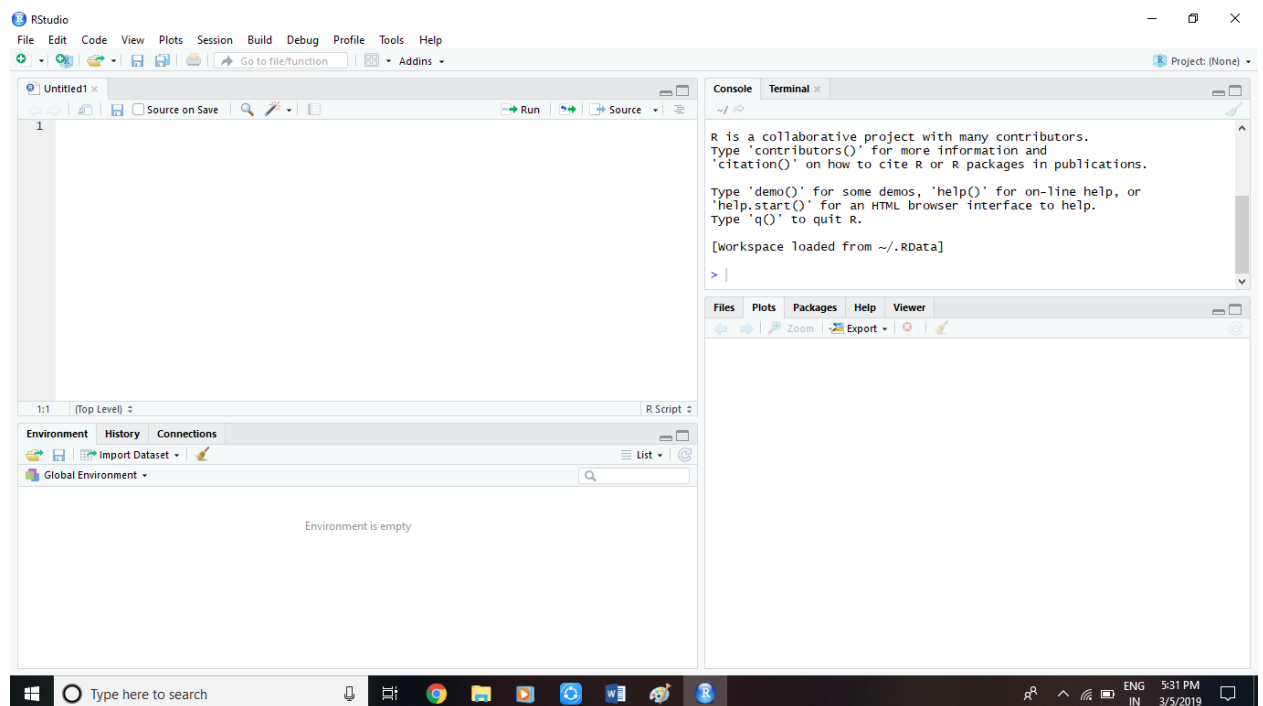 RStudio
File Edit Code View Plots Session Build Debug Profile Tools Help
Go to file/function Addins
Project: (None)
Untitled1
Source on Save Run Source
1
1:1 (Top Level) R Script
Environment History Connections
Import Dataset List
Global Environment
Environment is empty
Console Terminal
~/
R is a collaborative project with many contributors.
Type 'contributors()' for more information and
'citation()' on how to cite R or R packages in publications.
Type 'demo()' for some demos, 'help()' for on-line help, or
'help.start()' for an HTML browser interface to help.
Type 'q()' to quit R.
[Workspace loaded from ~/.RData]
>
Files Plots Packages Help Viewer
Zoom Export
Type here to search
ENG 5:31 PM
IN 3/5/2019